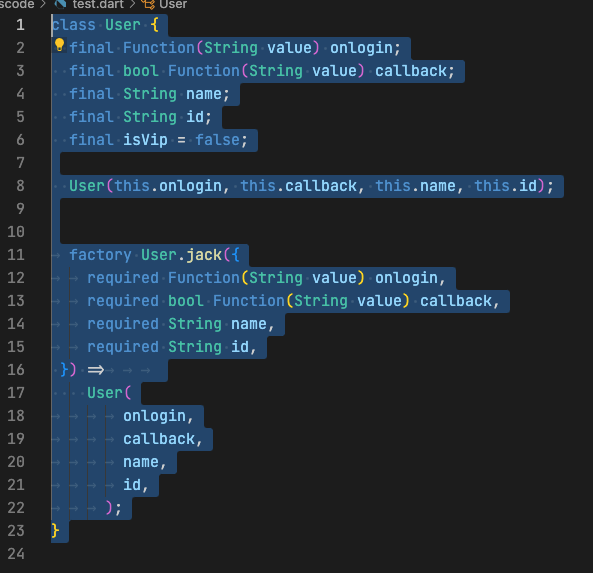 scode > test.dart > User
1 class User {
2 final Function(String value) onlogin;
3 final bool Function(String value) callback;
4 final String name;
5 final String id;
6 final isVip = false;
7
8 User(this.onlogin, this.callback, this.name, this.id);
9
10
11 factory User.jack({
12 required Function(String value) onlogin,
13 required bool Function(String value) callback,
14 required String name,
15 required String id,
16 }) =>
17 User(
18 onlogin,
19 callback,
20 name,
21 id,
22 );
23 }
24